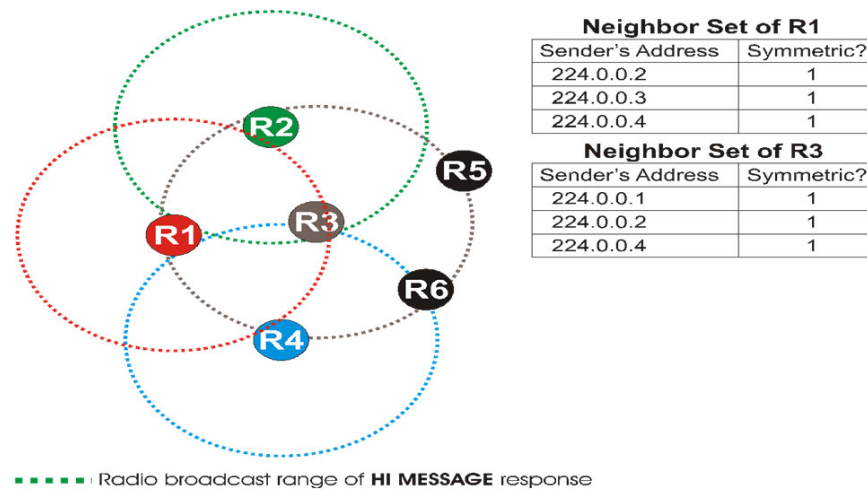 R2
R5
R1
R3
R6
R4
Neighbor Set of R1
Sender's Address Symmetric?
224.0.0.2 1
224.0.0.3 1
224.0.0.4 1
Neighbor Set of R3
Sender's Address Symmetric?
224.0.0.1 1
224.0.0.2 1
224.0.0.4 1
Radio broadcast range of HI MESSAGE response